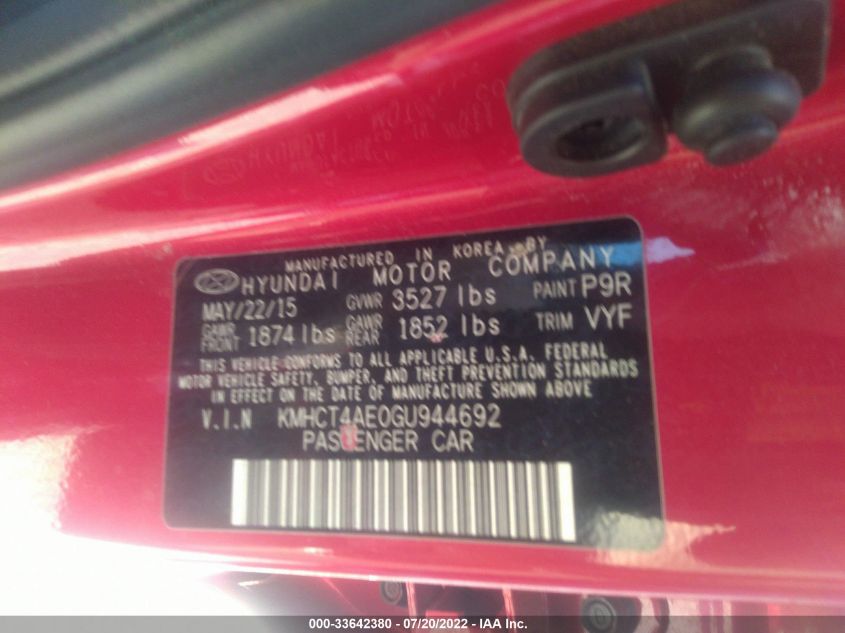 MANUFACTURED IN KOREA BY
HYUNDAI MOTOR COMPANY
MAY/22/15 GVWR 3527 lbs PAINT P9R
GAWR FRONT 1874 lbs GAWR REAR 1852 lbs TRIM VYF
THIS VEHICLE CONFORMS TO ALL APPLICABLE U.S.A. FEDERAL
MOTOR VEHICLE SAFETY, BUMPER, AND THEFT PREVENTION STANDARDS
IN EFFECT ON THE DATE OF MANUFACTURE SHOWN ABOVE
V.I.N KMHCT4AE0GU944692
PASSENGER CAR
000-33642380 - 07/20/2022 - IAA Inc.